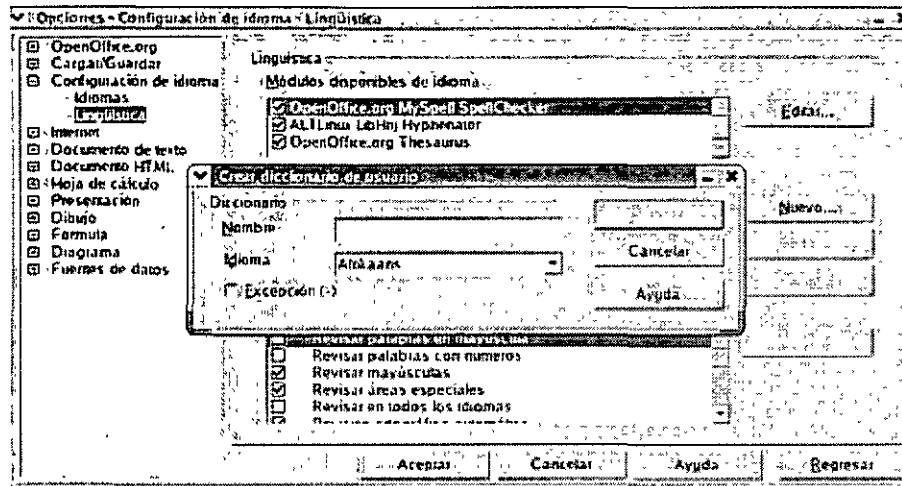 Opciones - Configuración de idioma - Lingüística
OpenOffice.org
Cargar/Guardar
Configuración de idioma
Idiomas
Lingüística
Internet
Documento de texto
Documento HTML
Hoja de cálculo
Presentación
Dibujo
Formula
Diagrama
Fuentes de datos
Lingüística
Módulos disponibles de idioma
OpenOffice.org MySpell SpellChecker
ALTLinux LibHnj Hyphenator
OpenOffice.org Thesaurus
Editar...
Crear diccionario de usuario
Diccionario
Nombre
Idioma
Afrikaans
Excepción (-)
Cancelar
Ayuda
Nuevo...
Revisar palabras en mayúscula
Revisar palabras con números
Revisar mayúsculas
Revisar áreas especiales
Revisar en todos los idiomas
Aceptar
Cancelar
Ayuda
Regresar